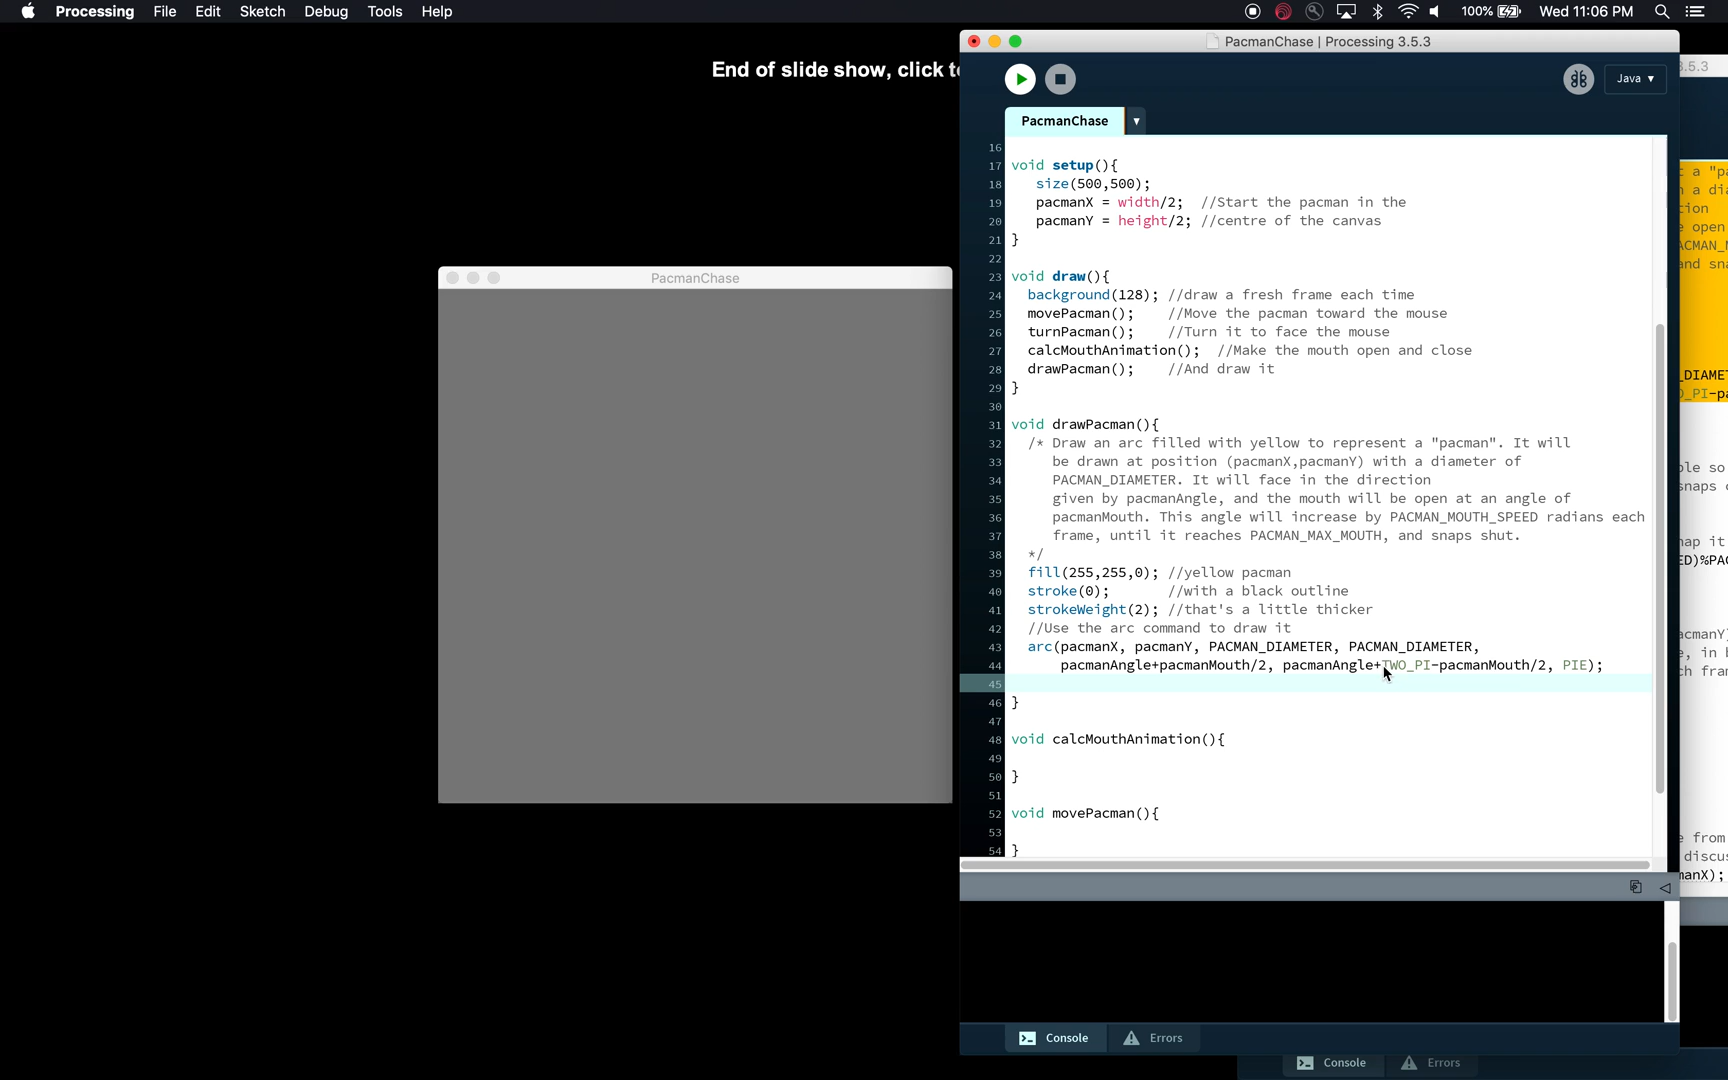 Processing File Edit Sketch Debug Tools Help 100% Wed 11:06 PM
PacmanChase | Processing 3.5.3
3.5.3
End of slide show, click t
Java ▾
PacmanChase ▾
PacmanChase
16
17 void setup(){
18 size(500,500);
19 pacmanX = width/2; //Start the pacman in the
20 pacmanY = height/2; //centre of the canvas
21 }
22
23 void draw(){
24 background(128); //draw a fresh frame each time
25 movePacman(); //Move the pacman toward the mouse
26 turnPacman(); //Turn it to face the mouse
27 calcMouthAnimation(); //Make the mouth open and close
28 drawPacman(); //And draw it
29 }
30
31 void drawPacman(){
32 /* Draw an arc filled with yellow to represent a "pacman". It will
33 be drawn at position (pacmanX,pacmanY) with a diameter of
34 PACMAN_DIAMETER. It will face in the direction
35 given by pacmanAngle, and the mouth will be open at an angle of
36 pacmanMouth. This angle will increase by PACMAN_MOUTH_SPEED radians each
37 frame, until it reaches PACMAN_MAX_MOUTH, and snaps shut.
38 */
39 fill(255,255,0); //yellow pacman
40 stroke(0); //with a black outline
41 strokeWeight(2); //that's a little thicker
42 //Use the arc command to draw it
43 arc(pacmanX, pacmanY, PACMAN_DIAMETER, PACMAN_DIAMETER,
44 pacmanAngle+pacmanMouth/2, pacmanAngle+TWO_PI-pacmanMouth/2, PIE);
45
46 }
47
48 void calcMouthAnimation(){
49
50 }
51
52 void movePacman(){
53
54 }
Console Errors
Console Errors